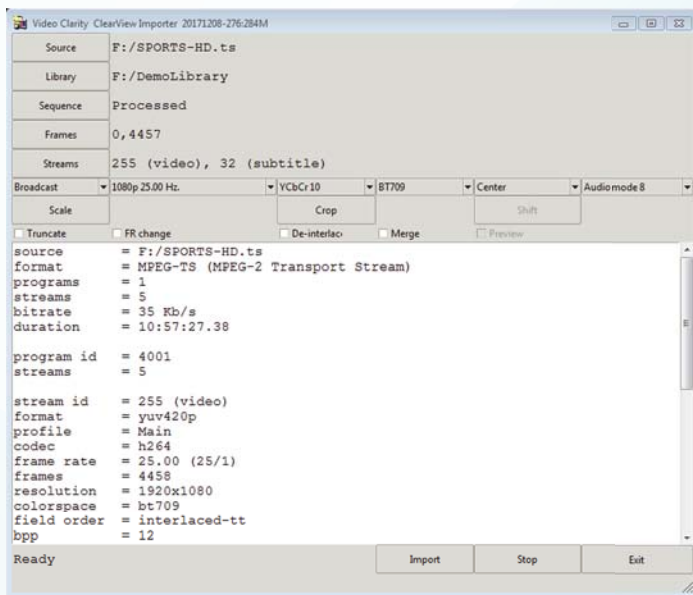 Video Clarity ClearView Importer 20171208-276:284M
Source F:/SPORTS-HD.ts
Library F:/DemoLibrary
Sequence Processed
Frames 0,4457
Streams 255 (video), 32 (subtitle)
Broadcast 1080p 25.00 Hz. YCbCr10 BT709 Center Audiomode 8
Scale Crop Shift
Truncate FR change De-interlac Merge Preview
source = F:/SPORTS-HD.ts
format = MPEG-TS (MPEG-2 Transport Stream)
programs = 1
streams = 5
bitrate = 35 Kb/s
duration = 10:57:27.38
program id = 4001
streams = 5
stream id = 255 (video)
format = yuv420p
profile = Main
codec = h264
frame rate = 25.00 (25/1)
frames = 4458
resolution = 1920x1080
colorspace = bt709
field order = interlaced-tt
bpp = 12
Ready Import Stop Exit